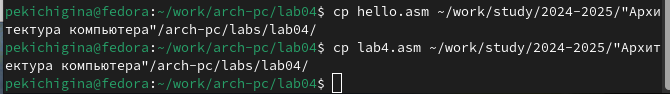 pekichigina@fedora:~/work/arch-pc/lab04$ cp hello.asm ~/work/study/2024-2025/"Архи
тектура компьютера"/arch-pc/labs/lab04/
pekichigina@fedora:~/work/arch-pc/lab04$ cp lab4.asm ~/work/study/2024-2025/"Архит
ектура компьютера"/arch-pc/labs/lab04/
pekichigina@fedora:~/work/arch-pc/lab04$